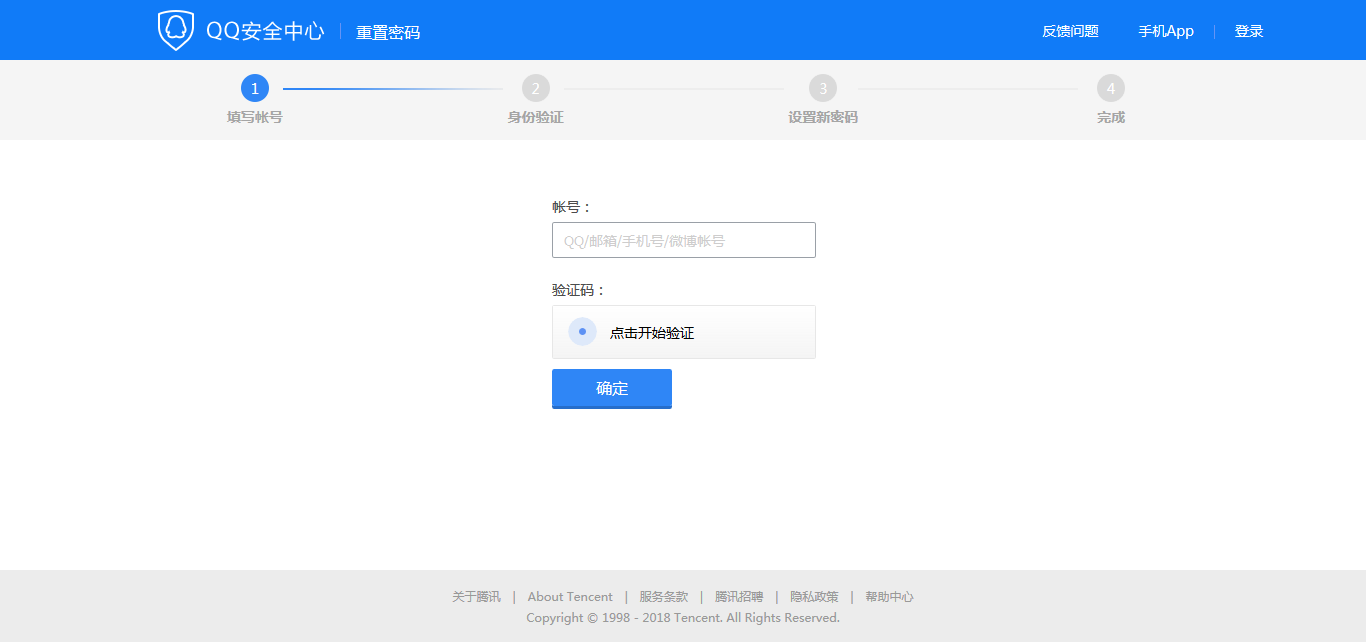 QQ安全中心 | 重置密码 反馈问题 手机App | 登录
1 2 3 4
填写帐号 身份验证 设置新密码 完成
帐号：
QQ/邮箱/手机号/微博帐号
验证码：
点击开始验证
确定
关于腾讯 | About Tencent | 服务条款 | 腾讯招聘 | 隐私政策 | 帮助中心
Copyright © 1998 - 2018 Tencent. All Rights Reserved.